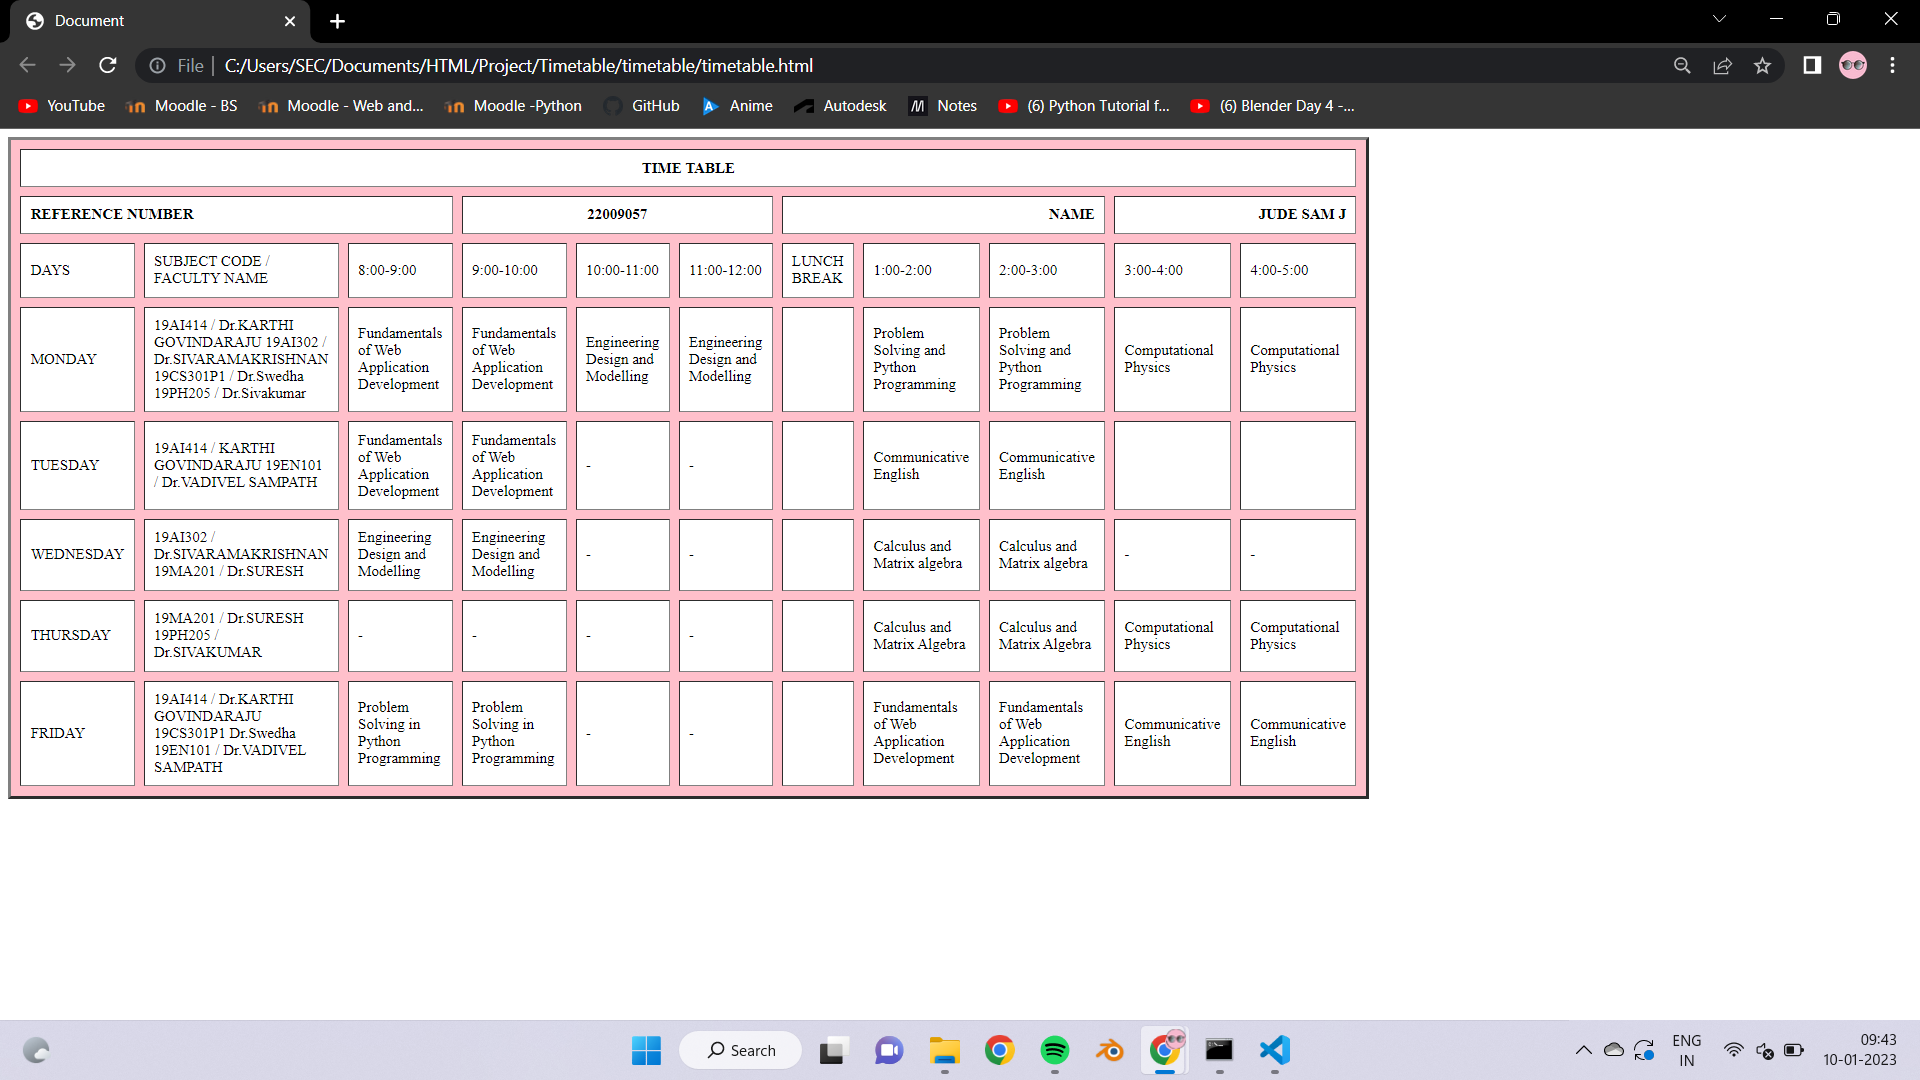 Document
File
C:/Users/SEC/Documents/HTML/Project/Timetable/timetable/timetable.html
YouTube
Moodle - BS
Moodle - Web and...
Moodle -Python
GitHub
Anime
Autodesk
Notes
(6) Python Tutorial f...
(6) Blender Day 4 -...
TIME TABLE
REFERENCE NUMBER
22009057
NAME
JUDE SAM J
DAYS
SUBJECT CODE /
FACULTY NAME
8:00-9:00
9:00-10:00
10:00-11:00
11:00-12:00
LUNCH
BREAK
1:00-2:00
2:00-3:00
3:00-4:00
4:00-5:00
MONDAY
19AI414 / Dr.KARTHI
GOVINDARAJU 19AI302 /
Dr.SIVARAMAKRISHNAN
19CS301P1 / Dr.Swedha
19PH205 / Dr.Sivakumar
Fundamentals
of Web
Application
Development
Fundamentals
of Web
Application
Development
Engineering
Design and
Modelling
Engineering
Design and
Modelling
Problem
Solving and
Python
Programming
Problem
Solving and
Python
Programming
Computational
Physics
Computational
Physics
TUESDAY
19AI414 / KARTHI
GOVINDARAJU 19EN101
/ Dr.VADIVEL SAMPATH
Fundamentals
of Web
Application
Development
Fundamentals
of Web
Application
Development
-
-
Communicative
English
Communicative
English
WEDNESDAY
19AI302 /
Dr.SIVARAMAKRISHNAN
19MA201 / Dr.SURESH
Engineering
Design and
Modelling
Engineering
Design and
Modelling
-
-
Calculus and
Matrix algebra
Calculus and
Matrix algebra
-
-
THURSDAY
19MA201 / Dr.SURESH
19PH205 /
Dr.SIVAKUMAR
-
-
-
-
Calculus and
Matrix Algebra
Calculus and
Matrix Algebra
Computational
Physics
Computational
Physics
FRIDAY
19AI414 / Dr.KARTHI
GOVINDARAJU
19CS301P1 Dr.Swedha
19EN101 / Dr.VADIVEL
SAMPATH
Problem
Solving in
Python
Programming
Problem
Solving in
Python
Programming
-
-
Fundamentals
of Web
Application
Development
Fundamentals
of Web
Application
Development
Communicative
English
Communicative
English
Search
ENG
IN
09:43
10-01-2023